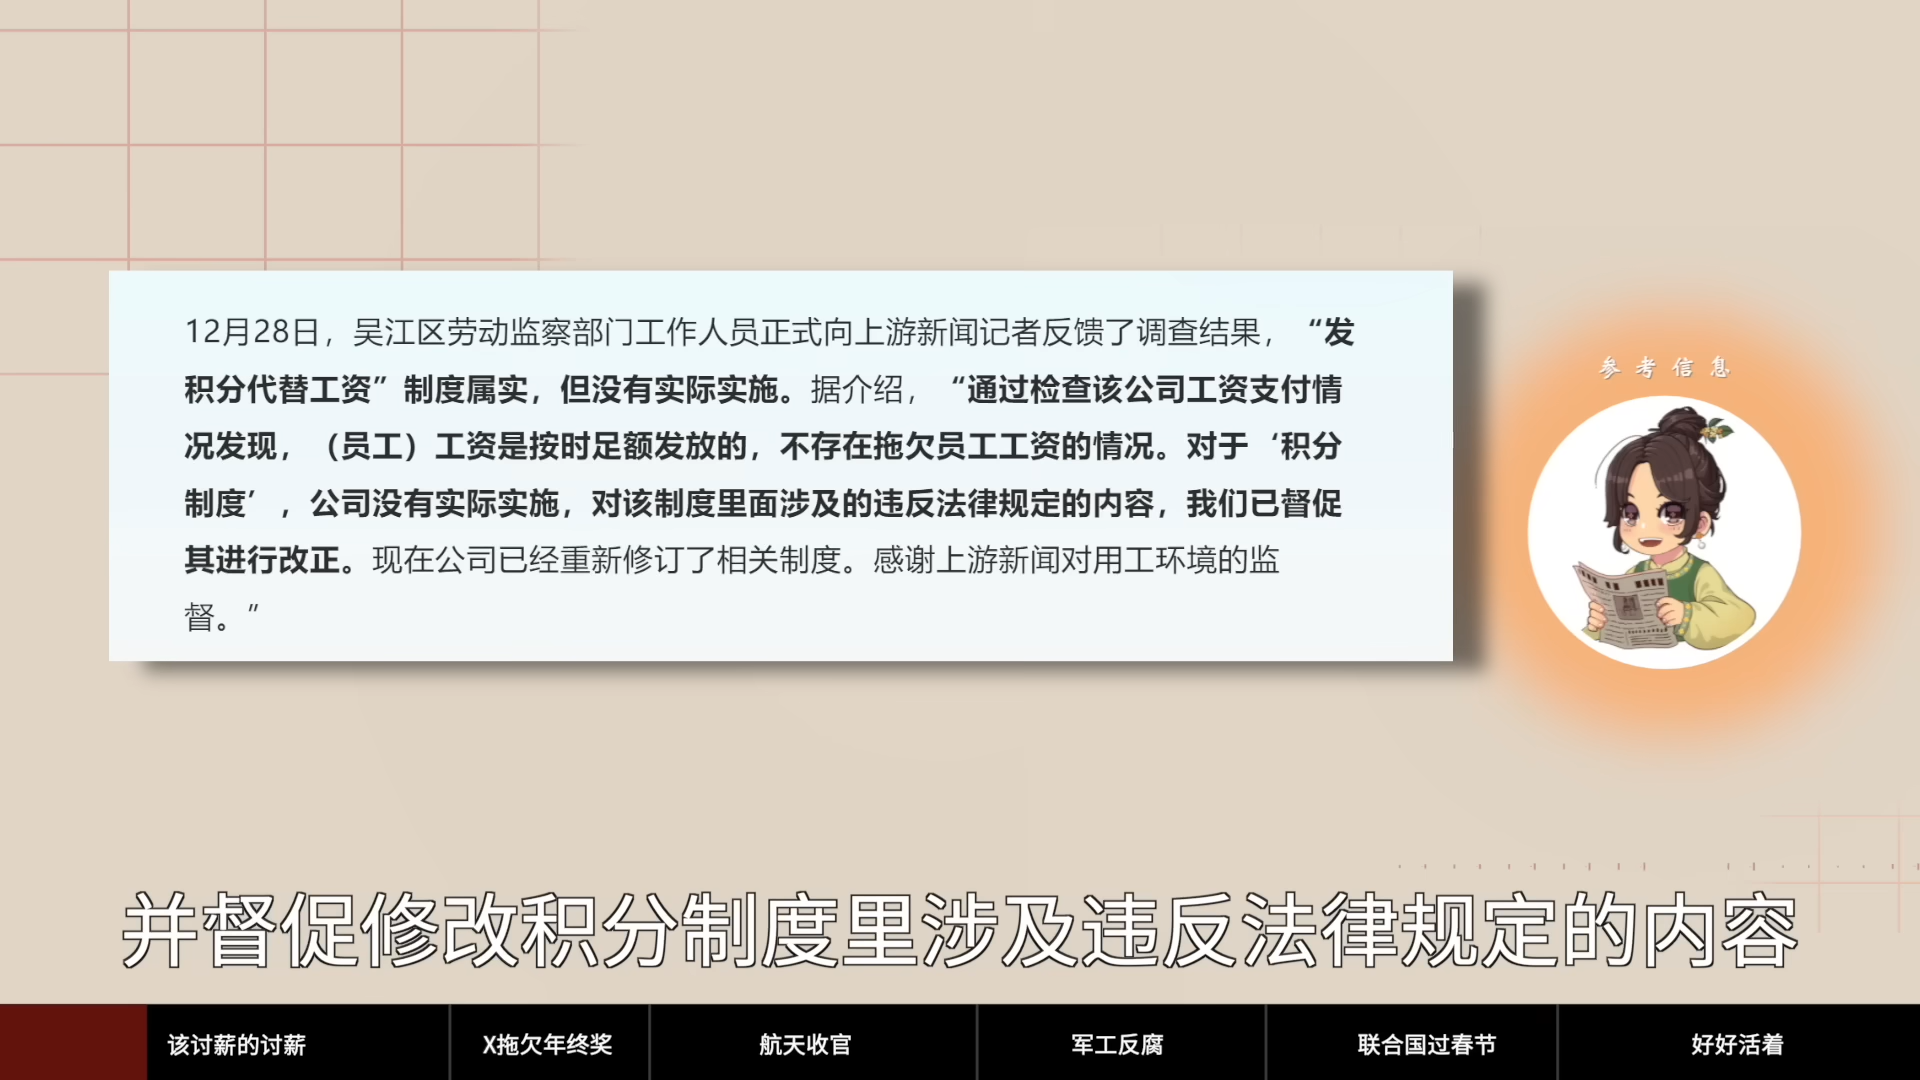 12月28日，吴江区劳动监察部门工作人员正式向上游新闻记者反馈了调查结果，“发
积分代替工资”制度属实，但没有实际实施。据介绍，“通过检查该公司工资支付情
况发现，（员工）工资是按时足额发放的，不存在拖欠员工工资的情况。对于‘积分
制度’，公司没有实际实施，对该制度里面涉及的违反法律规定的内容，我们已督促
其进行改正。现在公司已经重新修订了相关制度。感谢上游新闻对用工环境的监
督。”
参考信息
并督促修改积分制度里涉及违反法律规定的内容
该讨薪的讨薪
X拖欠年终奖
航天收官
军工反腐
联合国过春节
好好活着